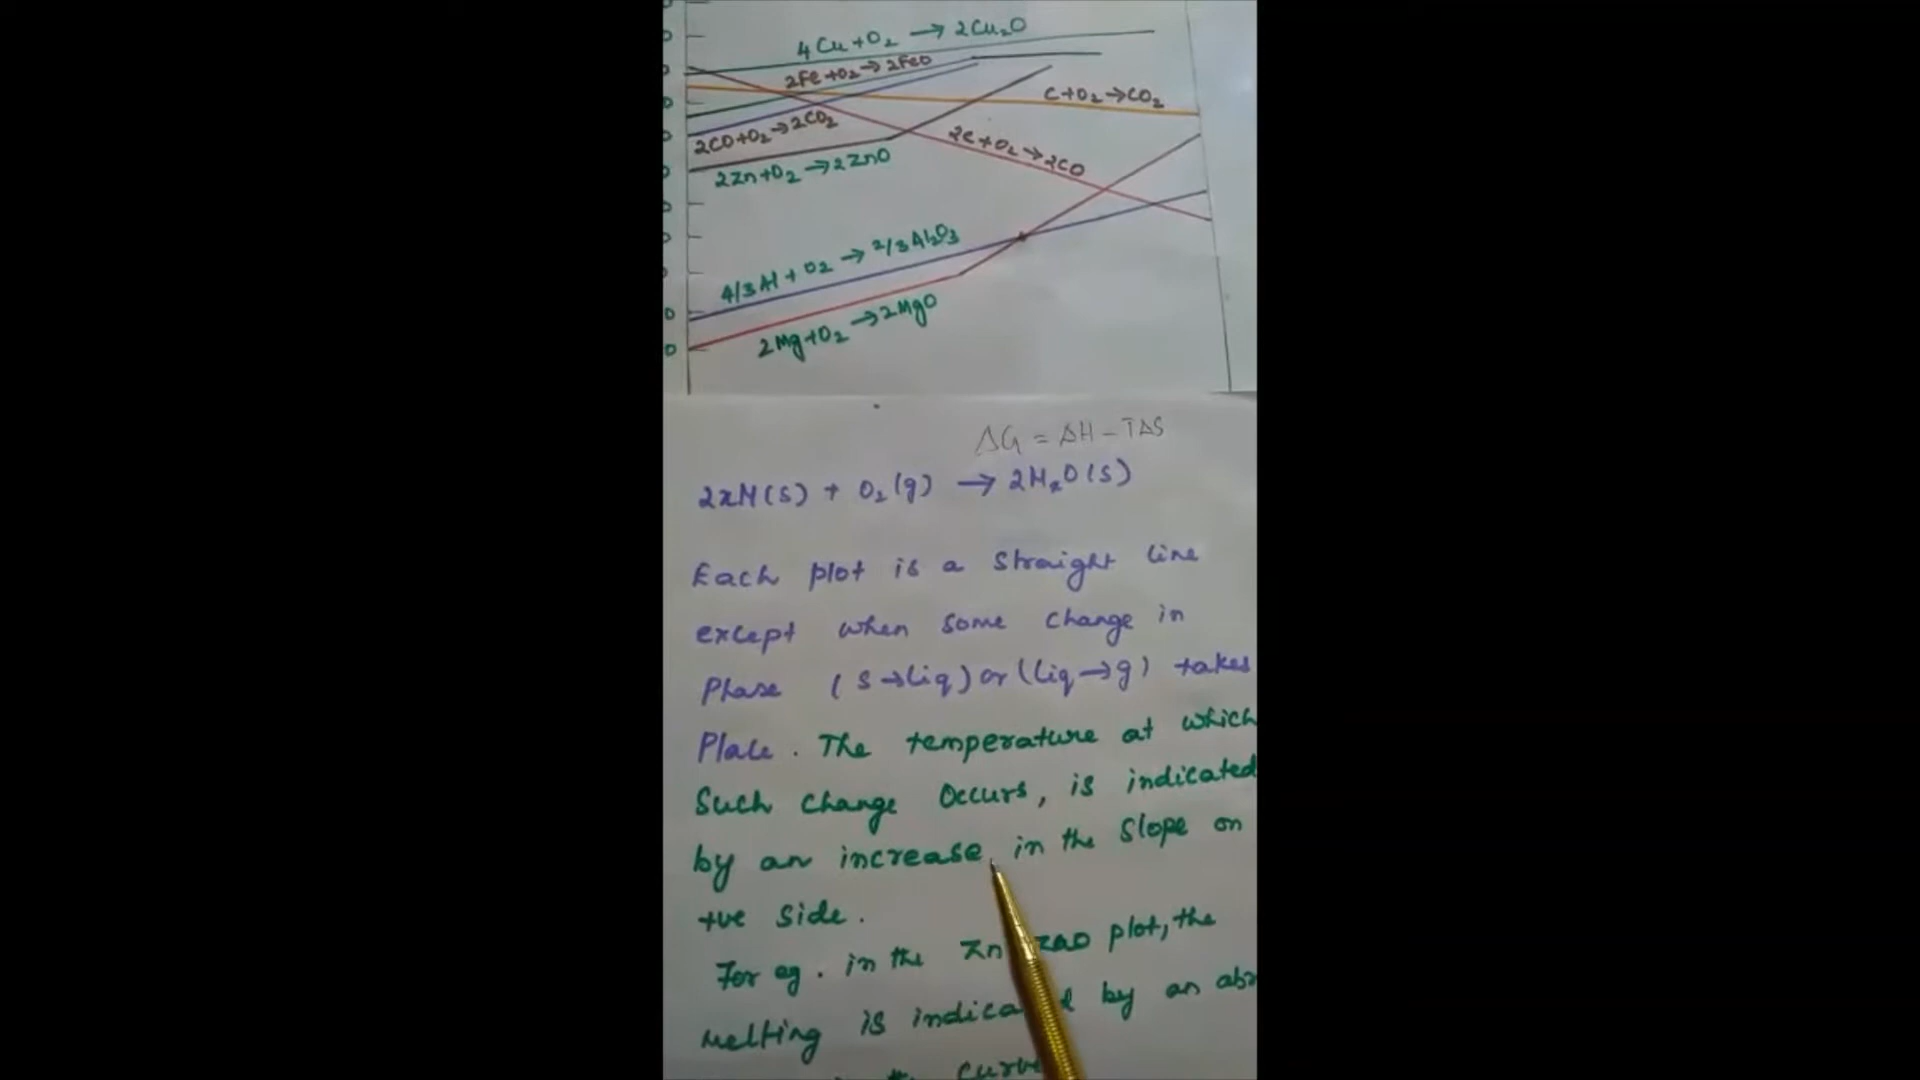 4Cu+O₂ → 2Cu₂O
2Fe+O₂→2FeO
C+O₂→CO₂
2CO+O₂→2CO₂
2C+O₂→2CO
2Zn+O₂→2ZnO
4/3Al+O₂→2/3Al₂O₃
2Mg+O₂→2MgO
ΔG = ΔH-TΔS
2xM(s) + O₂(g) → 2MₓO(s)
Each plot is a straight line
except when some change in
Phase (s→liq) or (liq→g) takes
Place. The temperature at which
Such change occurs, is indicated
by an increase in the slope on
+ve side.
For eg. in the Zn ZnO plot, the
melting is by an
curve